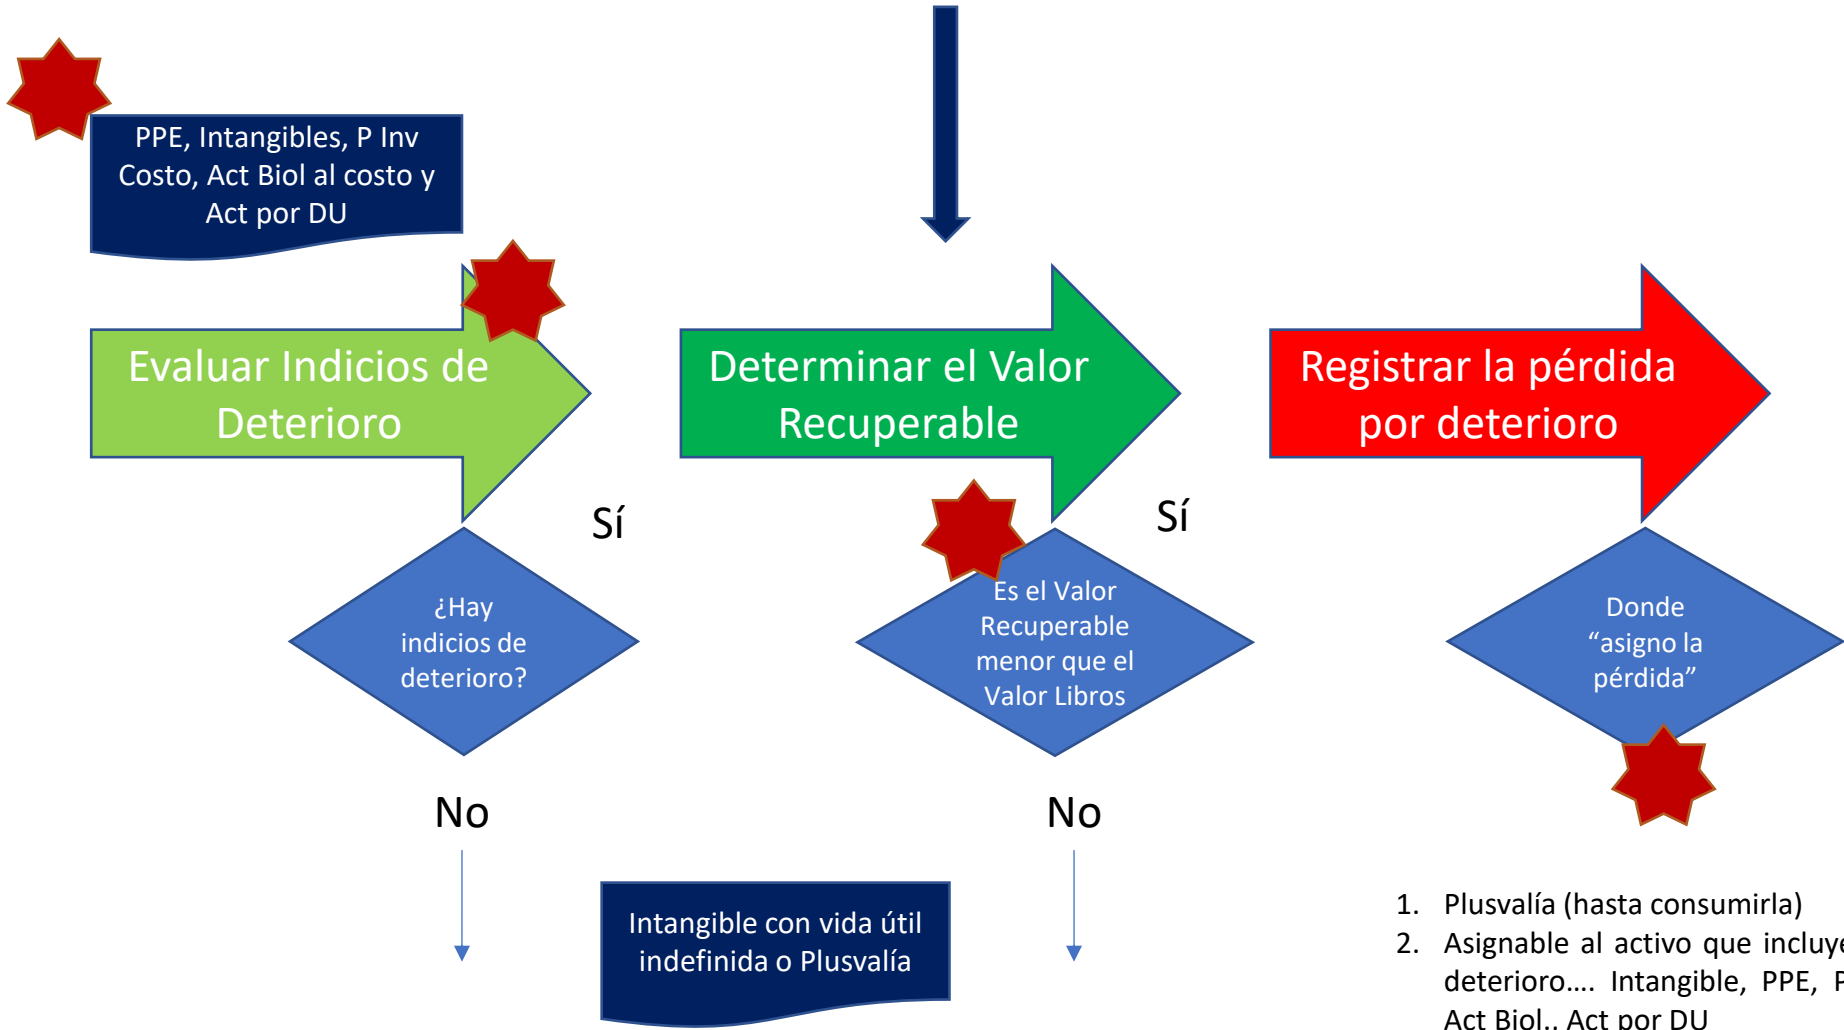 PPE, Intangibles, P Inv
Costo, Act Biol al costo y
Act por DU
Evaluar Indicios de
Deterioro
Determinar el Valor
Recuperable
Registrar la pérdida
por deterioro
Sí
Sí
¿Hay
indicios de
deterioro?
Es el Valor
Recuperable
menor que el
Valor Libros
Donde
“asigno la
pérdida”
No
No
Intangible con vida útil
indefinida o Plusvalía
1. Plusvalía (hasta consumirla)
2. Asignable al activo que incluye
deterioro…. Intangible, PPE, P
Act Biol., Act por DU